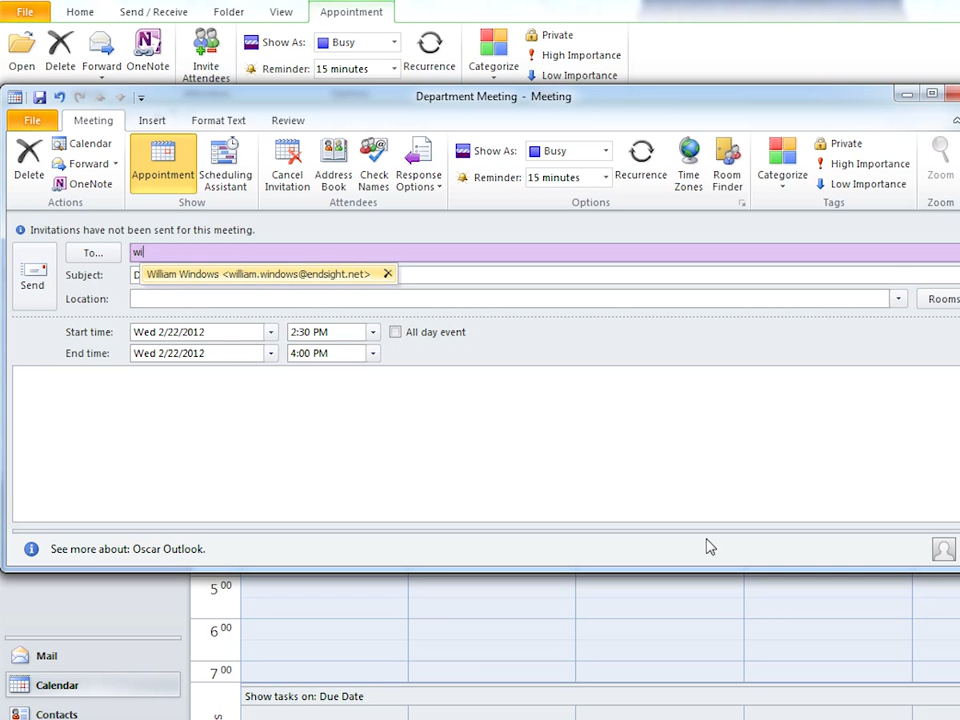 File Home Send / Receive Folder View Appointment
Open Delete Forward OneNote Invite Attendees Show As: Busy Reminder: 15 minutes Recurrence Categorize Private High Importance Low Importance
Department Meeting - Meeting
File Meeting Insert Format Text Review
Delete Calendar Forward OneNote Appointment Scheduling Assistant Cancel Invitation Address Book Check Names Response Options Show As: Busy Reminder: 15 minutes Recurrence Time Zones Room Finder Categorize Private High Importance Low Importance Zoom
Actions Show Attendees Options Tags Zoom
Invitations have not been sent for this meeting.
To... wi
Send
Subject: D
William Windows <william.windows@endsight.net>
Location: Rooms
Start time: Wed 2/22/2012 2:30 PM All day event
End time: Wed 2/22/2012 4:00 PM
See more about: Oscar Outlook.
5 00
6 00
7 00
Mail
Calendar
Contacts
Show tasks on: Due Date